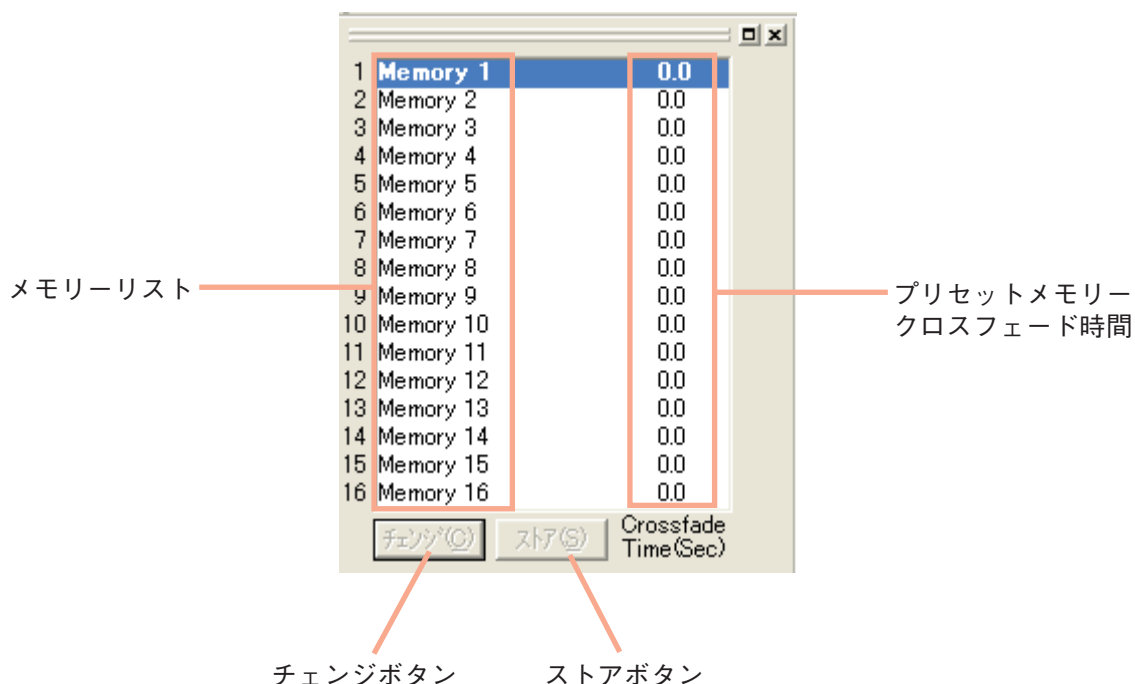 1 Memory 1 0.0
2 Memory 2 0.0
3 Memory 3 0.0
4 Memory 4 0.0
5 Memory 5 0.0
6 Memory 6 0.0
7 Memory 7 0.0
8 Memory 8 0.0
9 Memory 9 0.0
10 Memory 10 0.0
11 Memory 11 0.0
12 Memory 12 0.0
13 Memory 13 0.0
14 Memory 14 0.0
15 Memory 15 0.0
16 Memory 16 0.0
チェンジ(C) ストア(S) Crossfade
Time(Sec)
メモリーリスト
プリセットメモリー
クロスフェード時間
チェンジボタン
ストアボタン